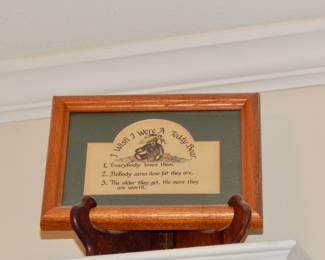 I Wish I Were A Teddy Bear
1. Everybody loves them.
2. Nobody cares how fat they are.
3. The older they get, the more they
are worth.